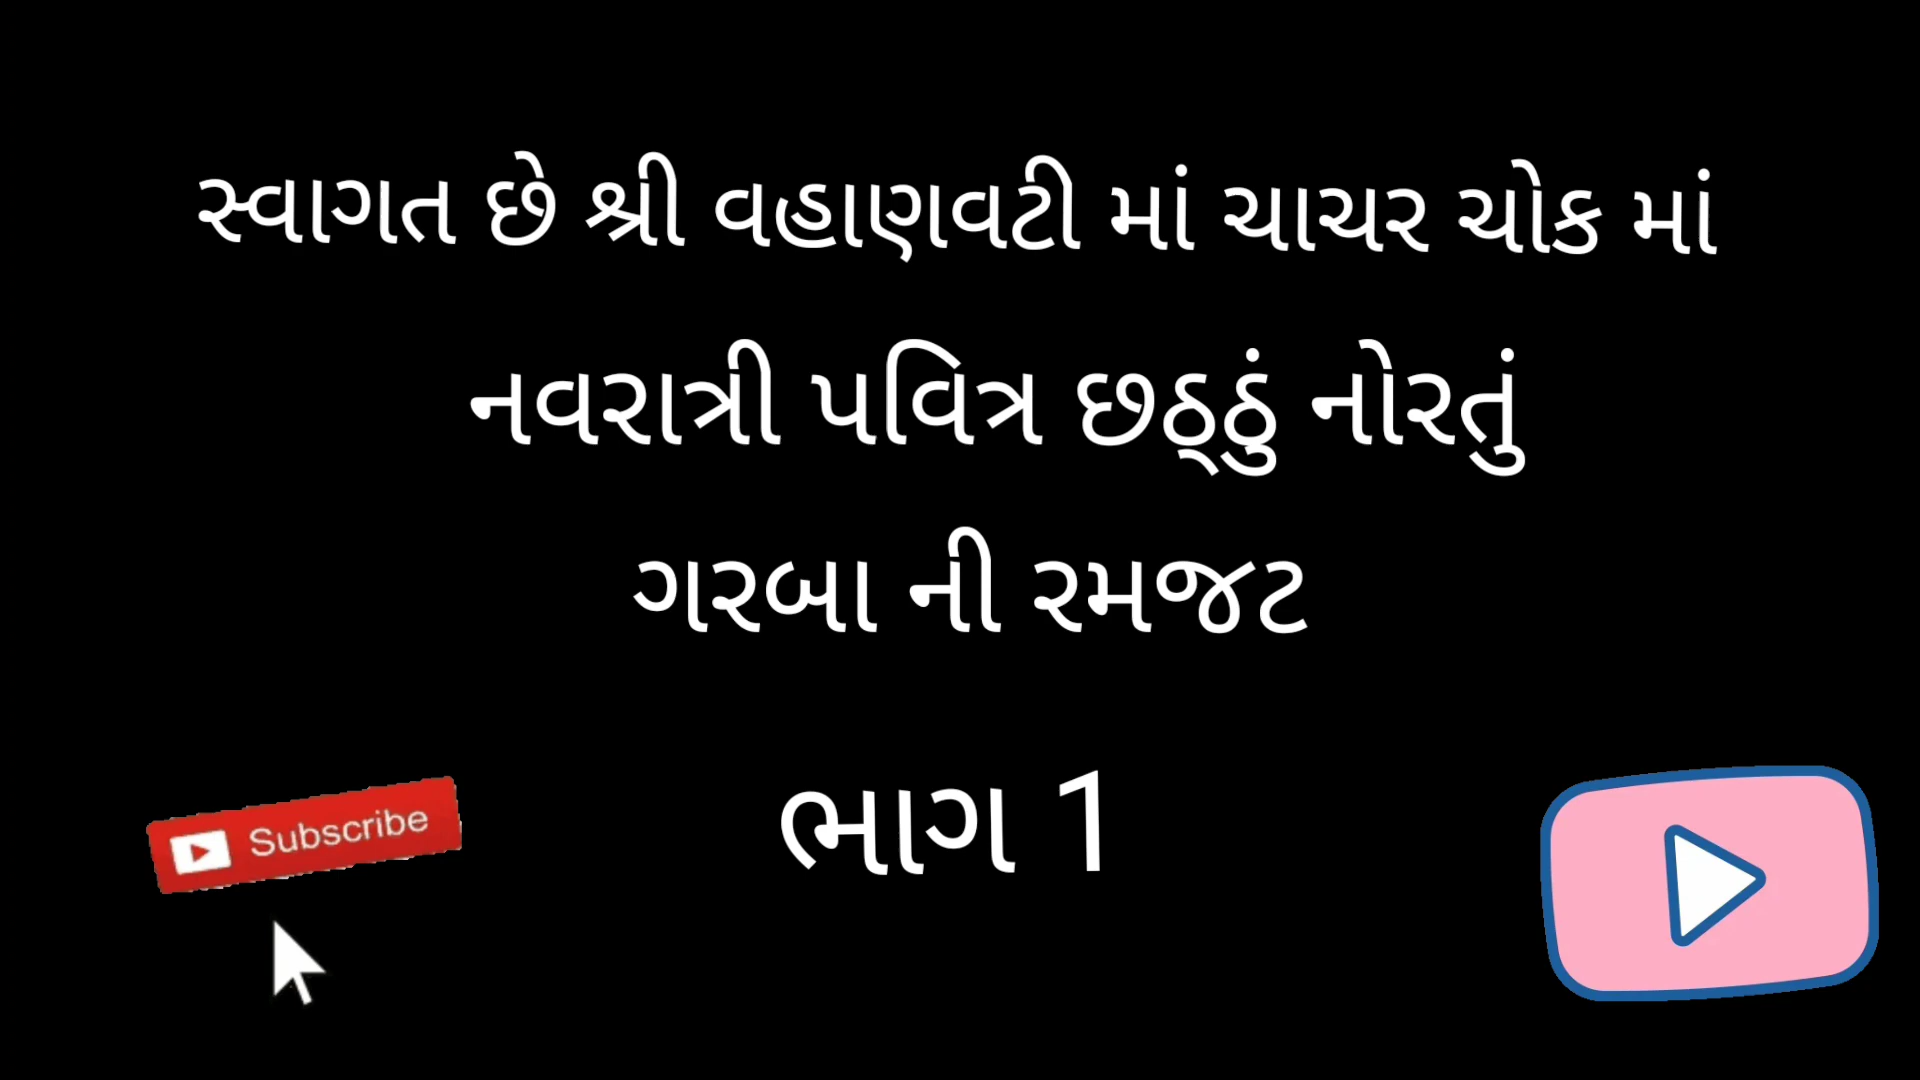 સ્વાગત છે શ્રી વહાણવટી માં ચાચર ચોક માં
નવરાત્રી પવિત્ર છઠ્ઠું નોરતું
ગરબા ની રમજટ
ભાગ 1
Subscribe